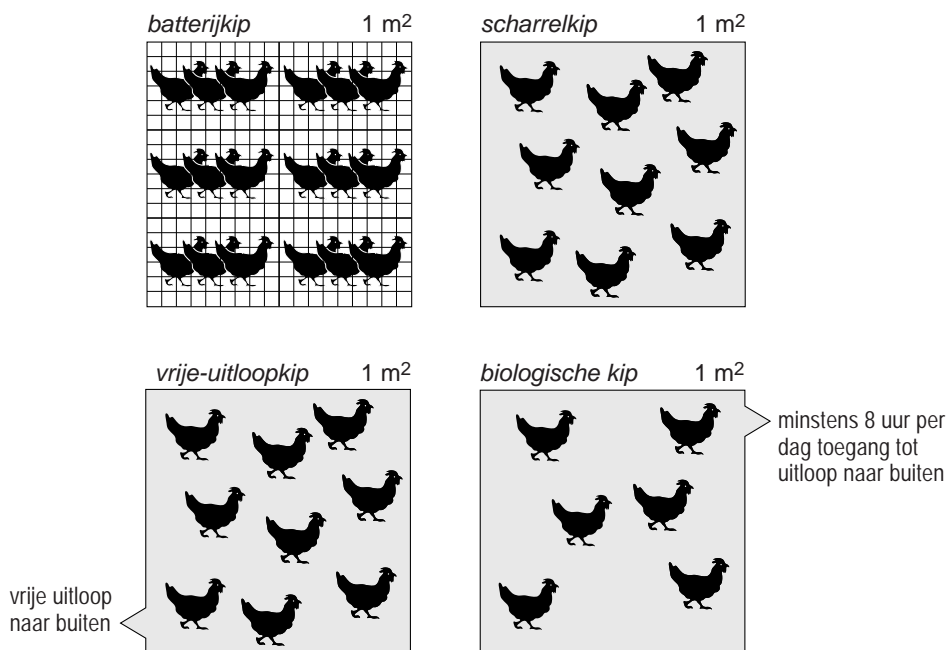 batterijkip 1 m²
scharrelkip 1 m²
vrije-uitloopkip 1 m²
biologische kip 1 m²
minstens 8 uur per
dag toegang tot
uitloop naar buiten
vrije uitloop
naar buiten